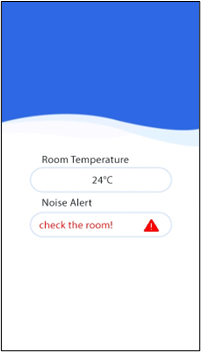 Room Temperature
24°C
Noise Alert
check the room!